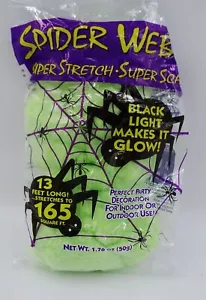 SPIDER WEB
SUPER STRETCH - SUPER SCA
BLACK
LIGHT
MAKES IT
GLOW!
13
FEET LONG!
STRETCHES TO
165
SQUARE FT.
PERFECT PARTY
DECORATION
FOR INDOOR OR
OUTDOOR USE!
NET WT. 1.76 OZ (50g)